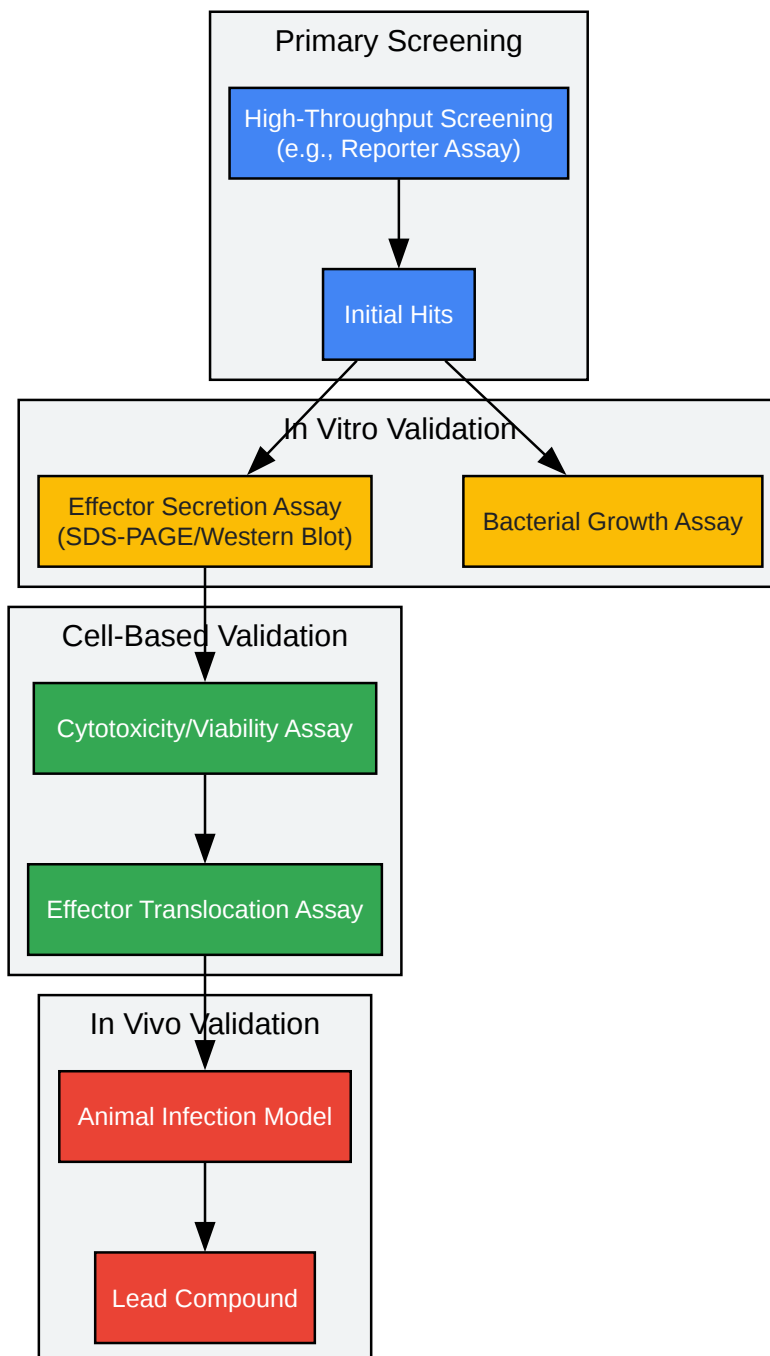 Primary Screening
High-Throughput Screening
(e.g., Reporter Assay)
Initial Hits
In Vitro Validation
Effector Secretion Assay
(SDS-PAGE/Western Blot)
Bacterial Growth Assay
Cell-Based Validation
Cytotoxicity/Viability Assay
Effector Translocation Assay
In Vivo Validation
Animal Infection Model
Lead Compound